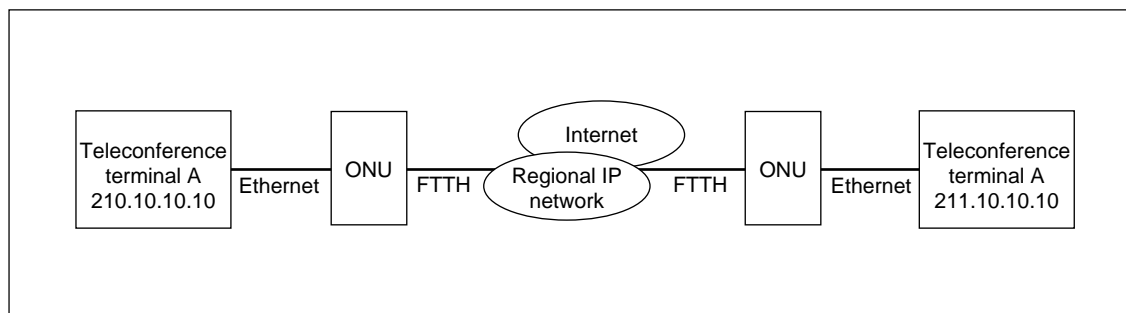 Teleconference
terminal A
210.10.10.10
Ethernet
ONU
FTTH
Internet
Regional IP
network
FTTH
ONU
Ethernet
Teleconference
terminal A
211.10.10.10